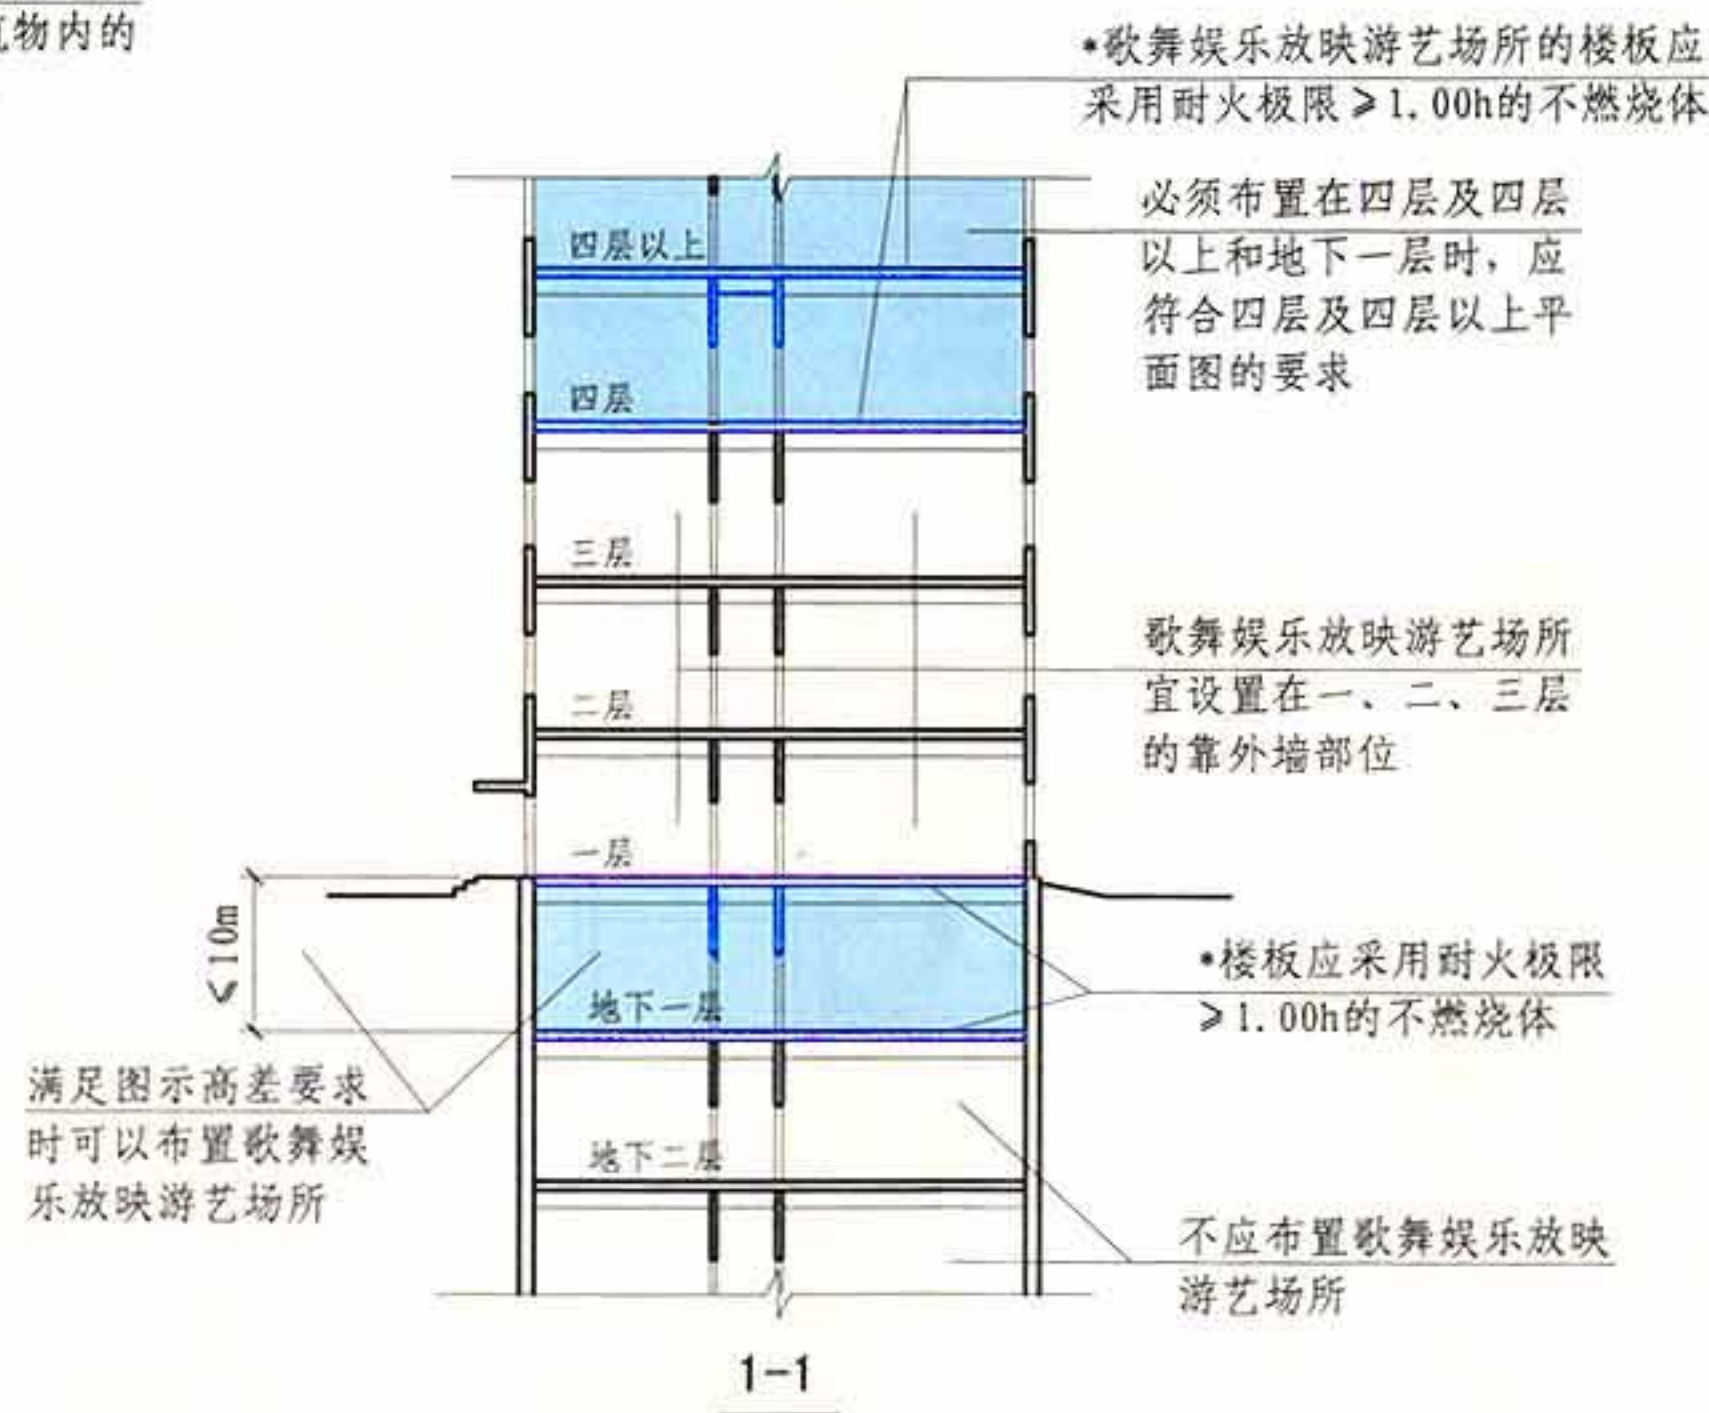 物内的
*歌舞娱乐放映游艺场所的楼板应
采用耐火极限≥1.00h的不燃烧体
必须布置在四层及四层
以上和地下一层时，应
符合四层及四层以上平
面图的要求
四层以上
四层
三层
歌舞娱乐放映游艺场所
宜设置在一、二、三层
的靠外墙部位
二层
一层
≤10m
*楼板应采用耐火极限
≥1.00h的不燃烧体
地下一层
满足图示高差要求
时可以布置歌舞娱
乐放映游艺场所
地下二层
不应布置歌舞娱乐放映
游艺场所
1-1